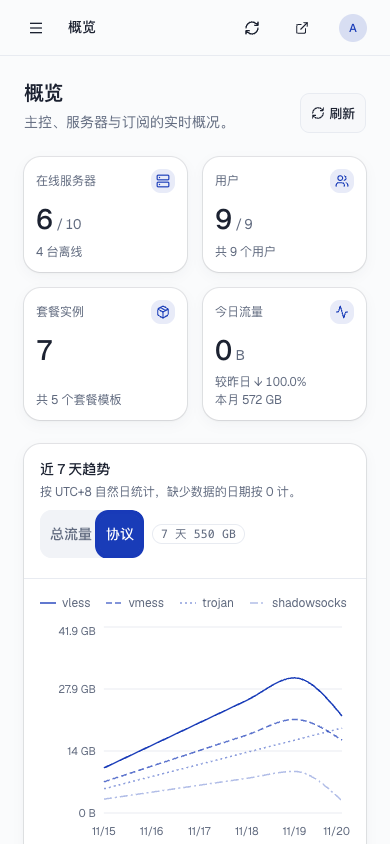 概览
A
概览
主控、服务器与订阅的实时概况。
刷新
在线服务器
6 / 10
4 台离线
用户
9 / 9
共 9 个用户
套餐实例
7
共 5 个套餐模板
今日流量
0 B
较昨日 ↓ 100.0%
本月 572 GB
近 7 天趋势
按 UTC+8 自然日统计，缺少数据的日期按 0 计。
总流量 协议 7 天 550 GB
vless vmess trojan shadowsocks
41.9 GB
27.9 GB
14 GB
0 B
11/15 11/16 11/17 11/18 11/19 11/20